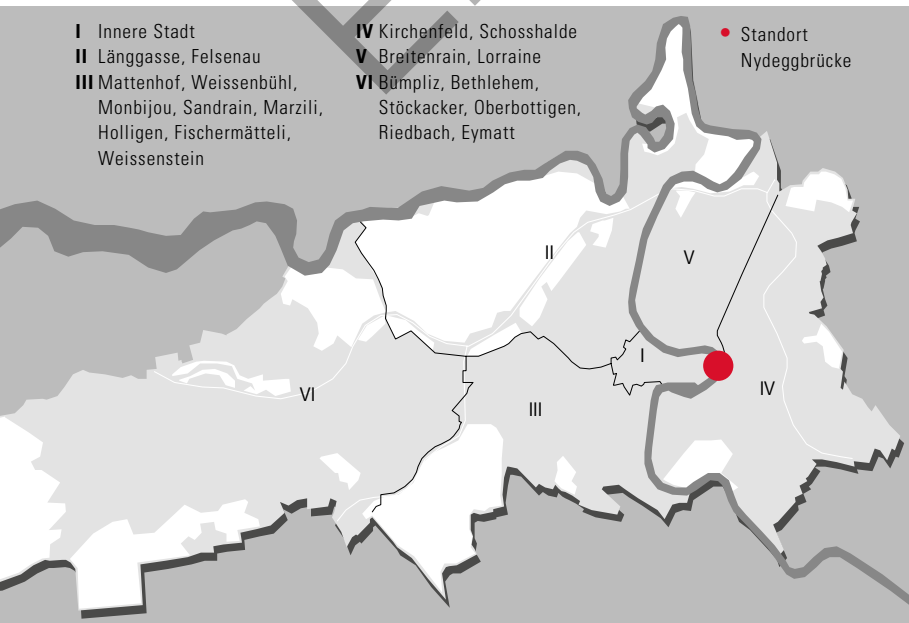 I Innere Stadt
II Länggasse, Felsenau
III Mattenhof, Weissenbühl,
Monbijou, Sandrain, Marzili,
Holligen, Fischermätteli,
Weissenstein
IV Kirchenfeld, Schosshalde
V Breitenrain, Lorraine
VI Bümpliz, Bethlehem,
Stöckacker, Oberbottigen,
Riedbach, Eymatt
Standort
Nydeggbrücke
II
V
I
VI
IV
III